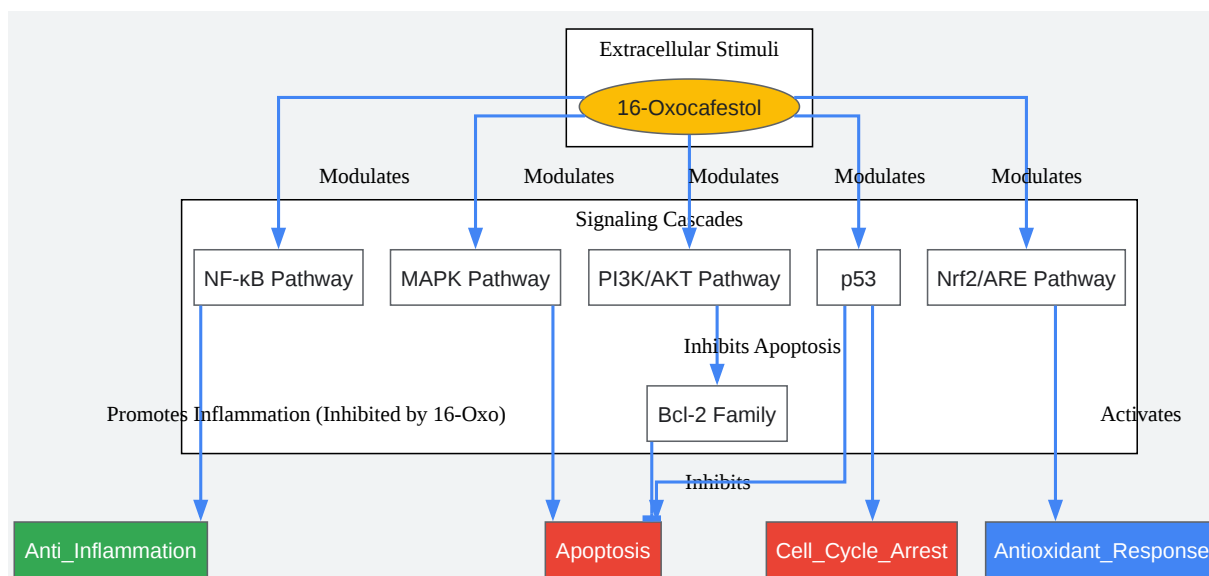 Extracellular Stimuli
16-Oxocafestol
Modulates
Modulates
Modulates
Modulates
Modulates
Signaling Cascades
NF-κB Pathway
MAPK Pathway
PI3K/AKT Pathway
p53
Nrf2/ARE Pathway
Inhibits Apoptosis
Promotes Inflammation (Inhibited by 16-Oxo)
Bcl-2 Family
Activates
Inhibits
Anti_Inflammation
Apoptosis
Cell_Cycle_Arrest
Antioxidant_Response